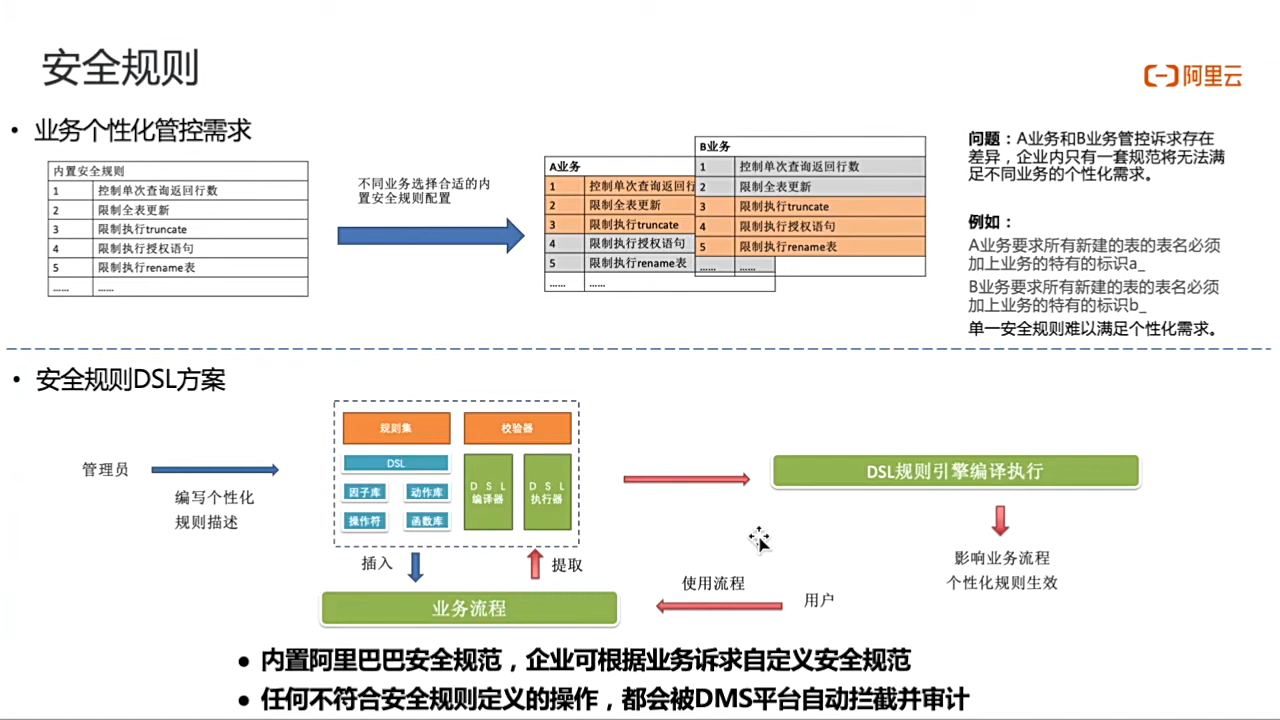 安全规则
阿里云
• 业务个性化管控需求
内置安全规则
1 控制单次查询返回行数
2 限制全表更新
3 限制执行truncate
4 限制执行授权语句
5 限制执行rename表
...... ......
不同业务选择合适的内
置安全规则配置
A业务
1 控制单次查询返回行
2 限制全表更新
3 限制执行truncate
4 限制执行授权语句
5 限制执行rename表
...... ......
B业务
1 控制单次查询返回行数
2 限制全表更新
3 限制执行truncate
4 限制执行授权语句
5 限制执行rename表
...... ......
问题：A业务和B业务管控诉求存在
差异，企业内只有一套规范将无法满
足不同业务的个性化需求。
例如：
A业务要求所有新建的表的表名必须
加上业务的特有的标识a_
B业务要求所有新建的表的表名必须
加上业务的特有的标识b_
单一安全规则难以满足个性化需求。
• 安全规则DSL方案
管理员
编写个性化
规则描述
规则集
校验器
DSL
因子库 动作库
操作符 函数库
DSL
编译器
DSL
执行器
插入
提取
业务流程
DSL规则引擎编译执行
影响业务流程
个性化规则生效
使用流程
用户
● 内置阿里巴巴安全规范，企业可根据业务诉求自定义安全规范
● 任何不符合安全规则定义的操作，都会被DMS平台自动拦截并审计